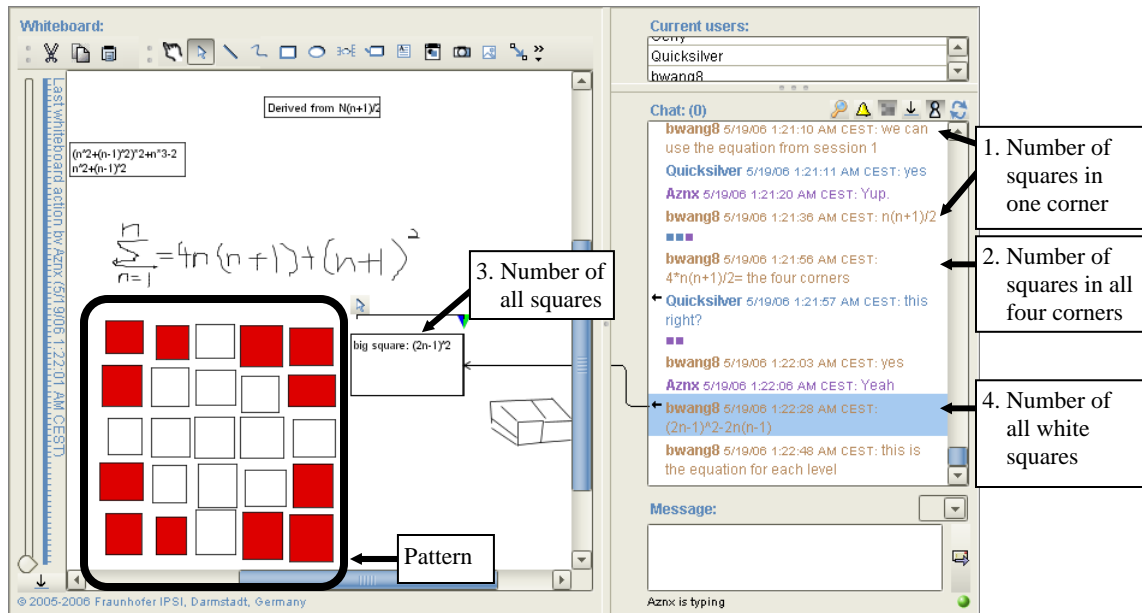 Whiteboard:
Derived from N(n+1)/2
(n^2+(n-1)^2)*2+n*3-2
n^2+(n-1)^2
n
∑ =4n(n+1)+(n+1)²
n=1
big square: (2n-1)^2
Last whiteboard action by Aznx (5/19/06 1:22:01 AM CEST)
3. Number of
all squares
Pattern
© 2005-2006 Fraunhofer IPSI, Darmstadt, Germany
Current users:
Quicksilver
bwang8
Chat: (0)
bwang8 5/19/06 1:21:10 AM CEST: we can
use the equation from session 1
Quicksilver 5/19/06 1:21:11 AM CEST: yes
Aznx 5/19/06 1:21:20 AM CEST: Yup.
bwang8 5/19/06 1:21:36 AM CEST: n(n+1)/2
bwang8 5/19/06 1:21:56 AM CEST:
4*n(n+1)/2= the four corners
Quicksilver 5/19/06 1:21:57 AM CEST: this
right?
bwang8 5/19/06 1:22:03 AM CEST: yes
Aznx 5/19/06 1:22:06 AM CEST: Yeah
bwang8 5/19/06 1:22:28 AM CEST:
(2n-1)^2-2n(n-1)
bwang8 5/19/06 1:22:48 AM CEST: this is
the equation for each level
Message:
Aznx is typing
1. Number of
squares in
one corner
2. Number of
squares in all
four corners
4. Number of
all white
squares